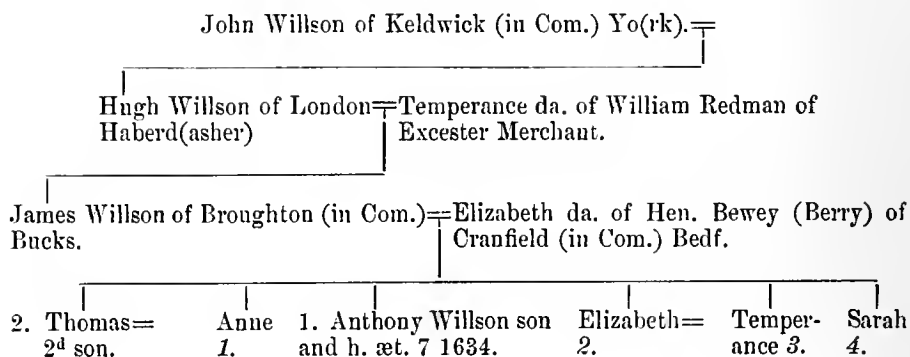 John Willson of Keldwick (in Com.) Yo(rk).=
Hugh Willson of London=Temperance da. of William Redman of
Haberd(asher) Excester Merchant.
James Willson of Broughton (in Com.)=Elizabeth da. of Hen. Bewey (Berry) of
Bucks. Cranfield (in Com.) Bedf.
2. Thomas= Anne 1. Anthony Willson son Elizabeth= Temper- Sarah
2d son. 1. and h. æt. 7 1634. 2. ance 3. 4.